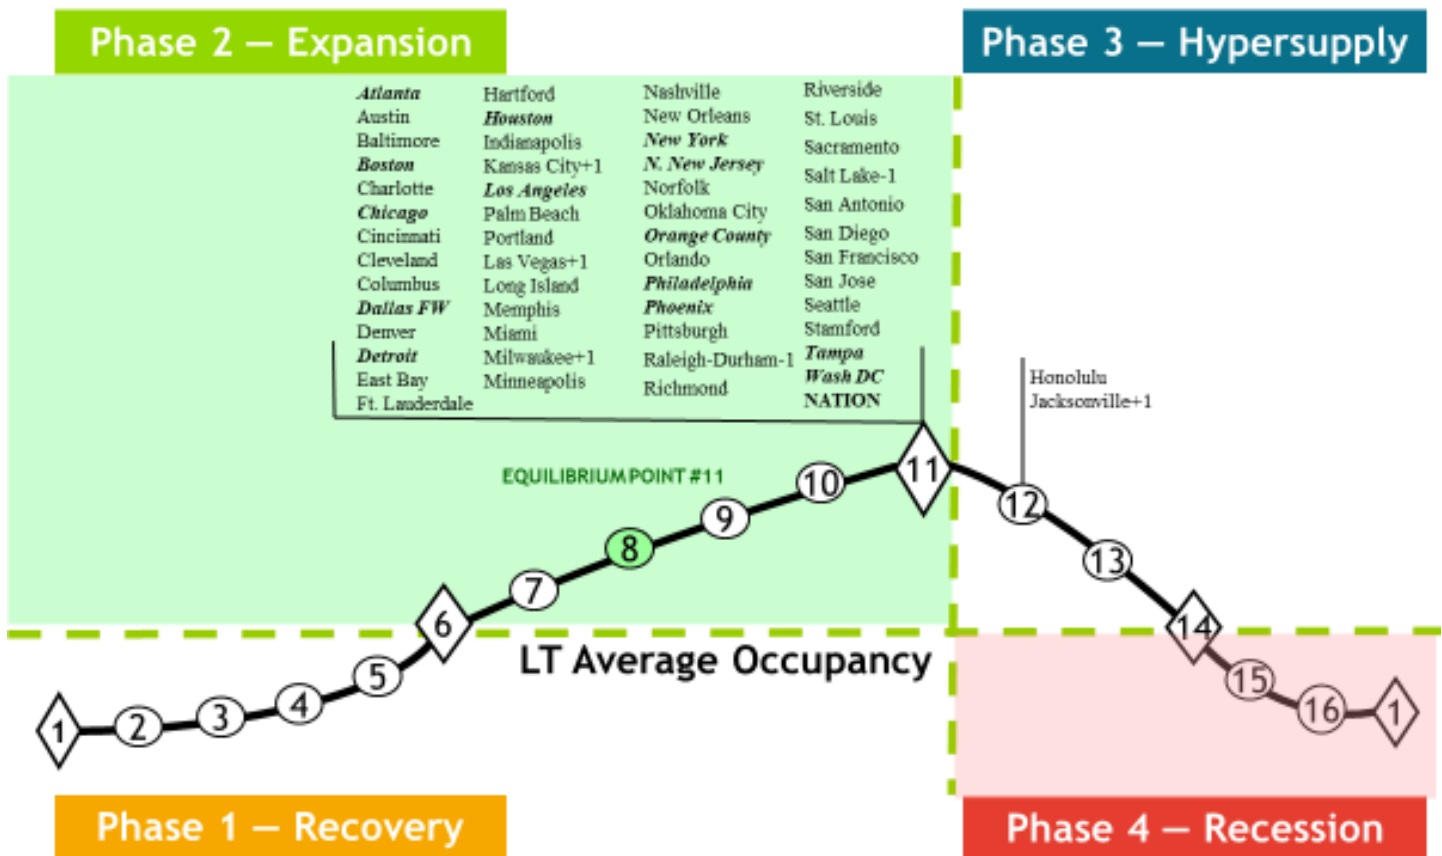 Phase 2 — Expansion
Phase 3 — Hypersupply
Atlanta
Austin
Baltimore
Boston
Charlotte
Chicago
Cincinnati
Cleveland
Columbus
Dallas FW
Denver
Detroit
East Bay
Ft. Lauderdale
Hartford
Houston
Indianapolis
Kansas City+1
Los Angeles
Palm Beach
Portland
Las Vegas+1
Long Island
Memphis
Miami
Milwaukee+1
Minneapolis
Nashville
New Orleans
New York
N. New Jersey
Norfolk
Oklahoma City
Orange County
Orlando
Philadelphia
Phoenix
Pittsburgh
Raleigh-Durham-1
Richmond
Riverside
St. Louis
Sacramento
Salt Lake-1
San Antonio
San Diego
San Francisco
San Jose
Seattle
Stamford
Tampa
Wash DC
NATION
Honolulu
Jacksonville+1
EQUILIBRIUM POINT #11
1
2
3
4
5
6
7
8
9
10
11
12
13
14
15
16
1
LT Average Occupancy
Phase 1 — Recovery
Phase 4 — Recession